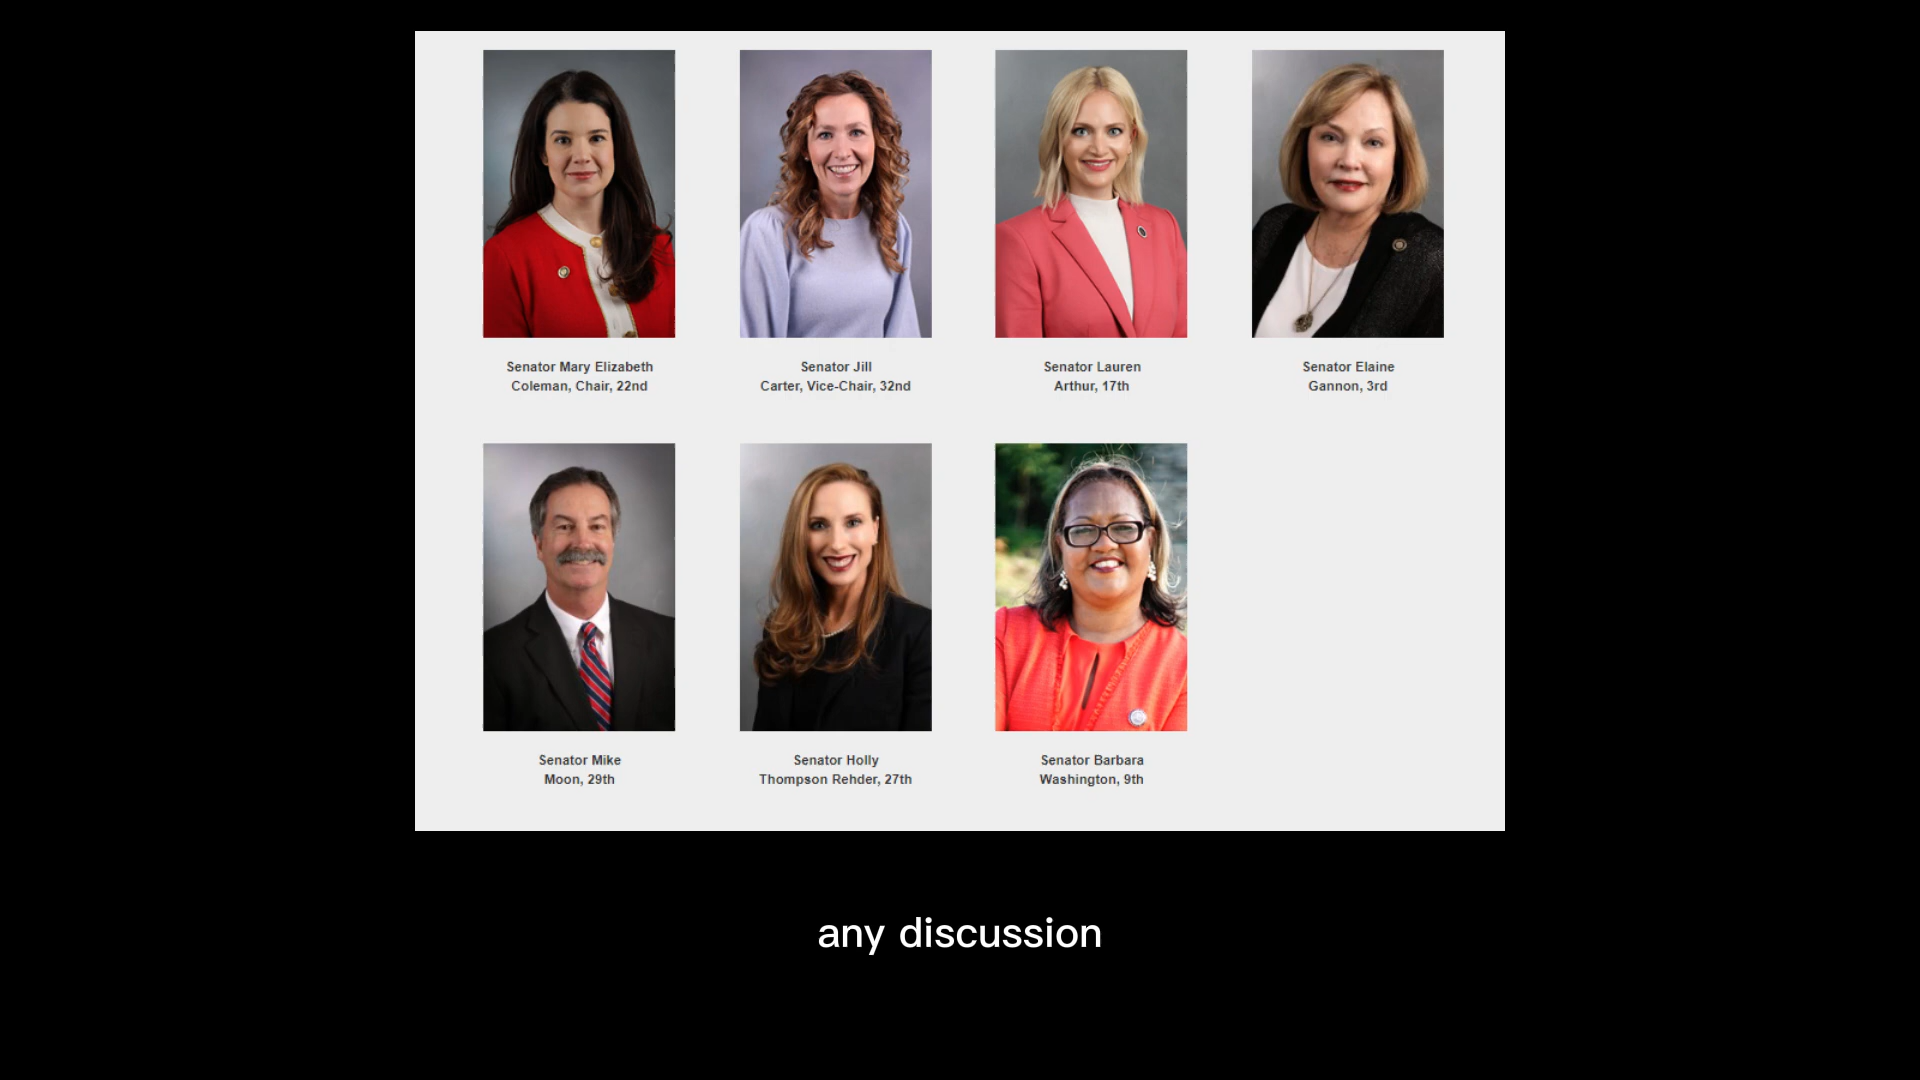 Senator Mary Elizabeth
Coleman, Chair, 22nd
Senator Jill
Carter, Vice-Chair, 32nd
Senator Lauren
Arthur, 17th
Senator Elaine
Gannon, 3rd
Senator Mike
Moon, 29th
Senator Holly
Thompson Rehder, 27th
Senator Barbara
Washington, 9th
any discussion